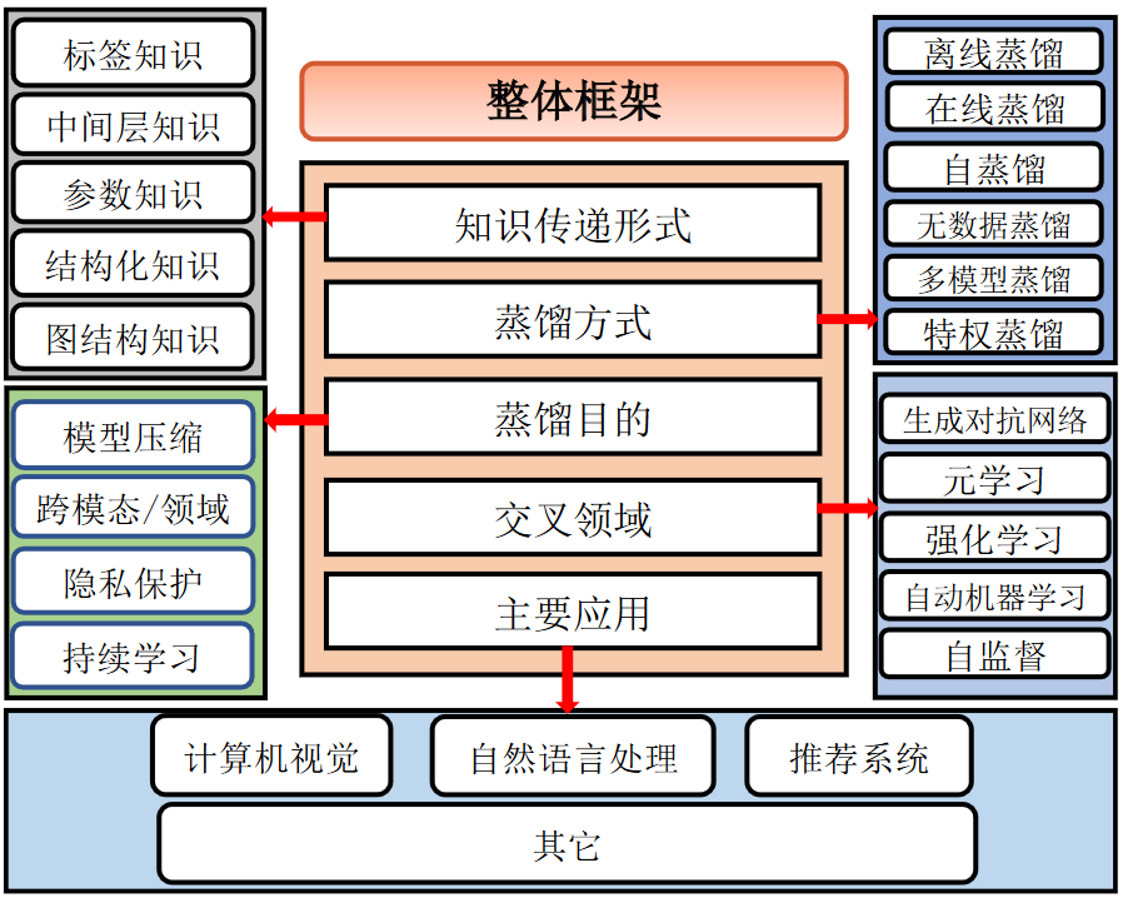 整体框架
知识传递形式
蒸馏方式
蒸馏目的
交叉领域
主要应用
标签知识
中间层知识
参数知识
结构化知识
图结构知识
离线蒸馏
在线蒸馏
自蒸馏
无数据蒸馏
多模型蒸馏
特权蒸馏
模型压缩
跨模态/领域
隐私保护
持续学习
生成对抗网络
元学习
强化学习
自动机器学习
自监督
计算机视觉
自然语言处理
推荐系统
其它